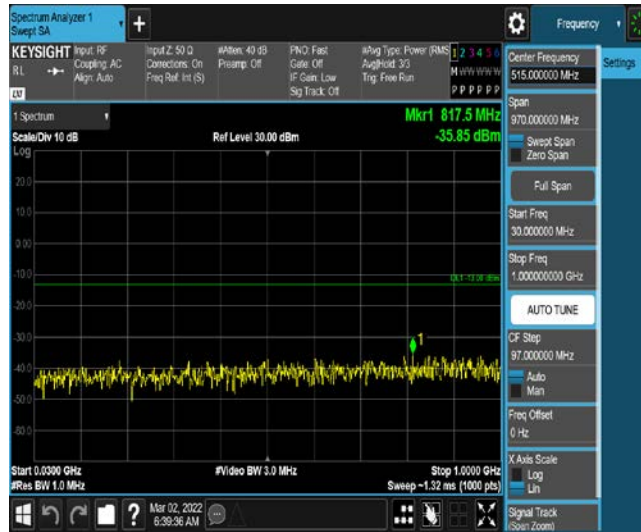 Spectrum Analyzer 1
Swept SA
+
Frequency
KEYSIGHT
Input: RF
Coupling: AC
Align: Auto
Input Z: 50 Ω
Corrections: On
Freq Ref: Int (S)
#Atten: 40 dB
Preamp: Off
PNO: Fast
Gate: Off
IF Gain: Low
Sig Track: Off
#Avg Type: Power (RMS
Avg|Hold: 3/3
Trig: Free Run
1 2 3 4 5 6
M W W W W W
P P P P P P
RL
LXI
1 Spectrum
Scale/Div 10 dB
Ref Level 30.00 dBm
Mkr1 817.5 MHz
-35.85 dBm
Log
20.0
10.0
0.00
-10.0
DL1 -13.00 dBm
-20.0
-30.0
1
-40.0
-50.0
-60.0
Start 0.0300 GHz
#Video BW 3.0 MHz
Stop 1.0000 GHz
#Res BW 1.0 MHz
Sweep ~1.32 ms (1000 pts)
?
Mar 02, 2022
6:39:36 AM
Settings
Center Frequency
515.000000 MHz
Span
970.000000 MHz
Swept Span
Zero Span
Full Span
Start Freq
30.000000 MHz
Stop Freq
1.000000000 GHz
AUTO TUNE
CF Step
97.000000 MHz
Auto
Man
Freq Offset
0 Hz
X Axis Scale
Log
Lin
Signal Track
(Span Zoom)